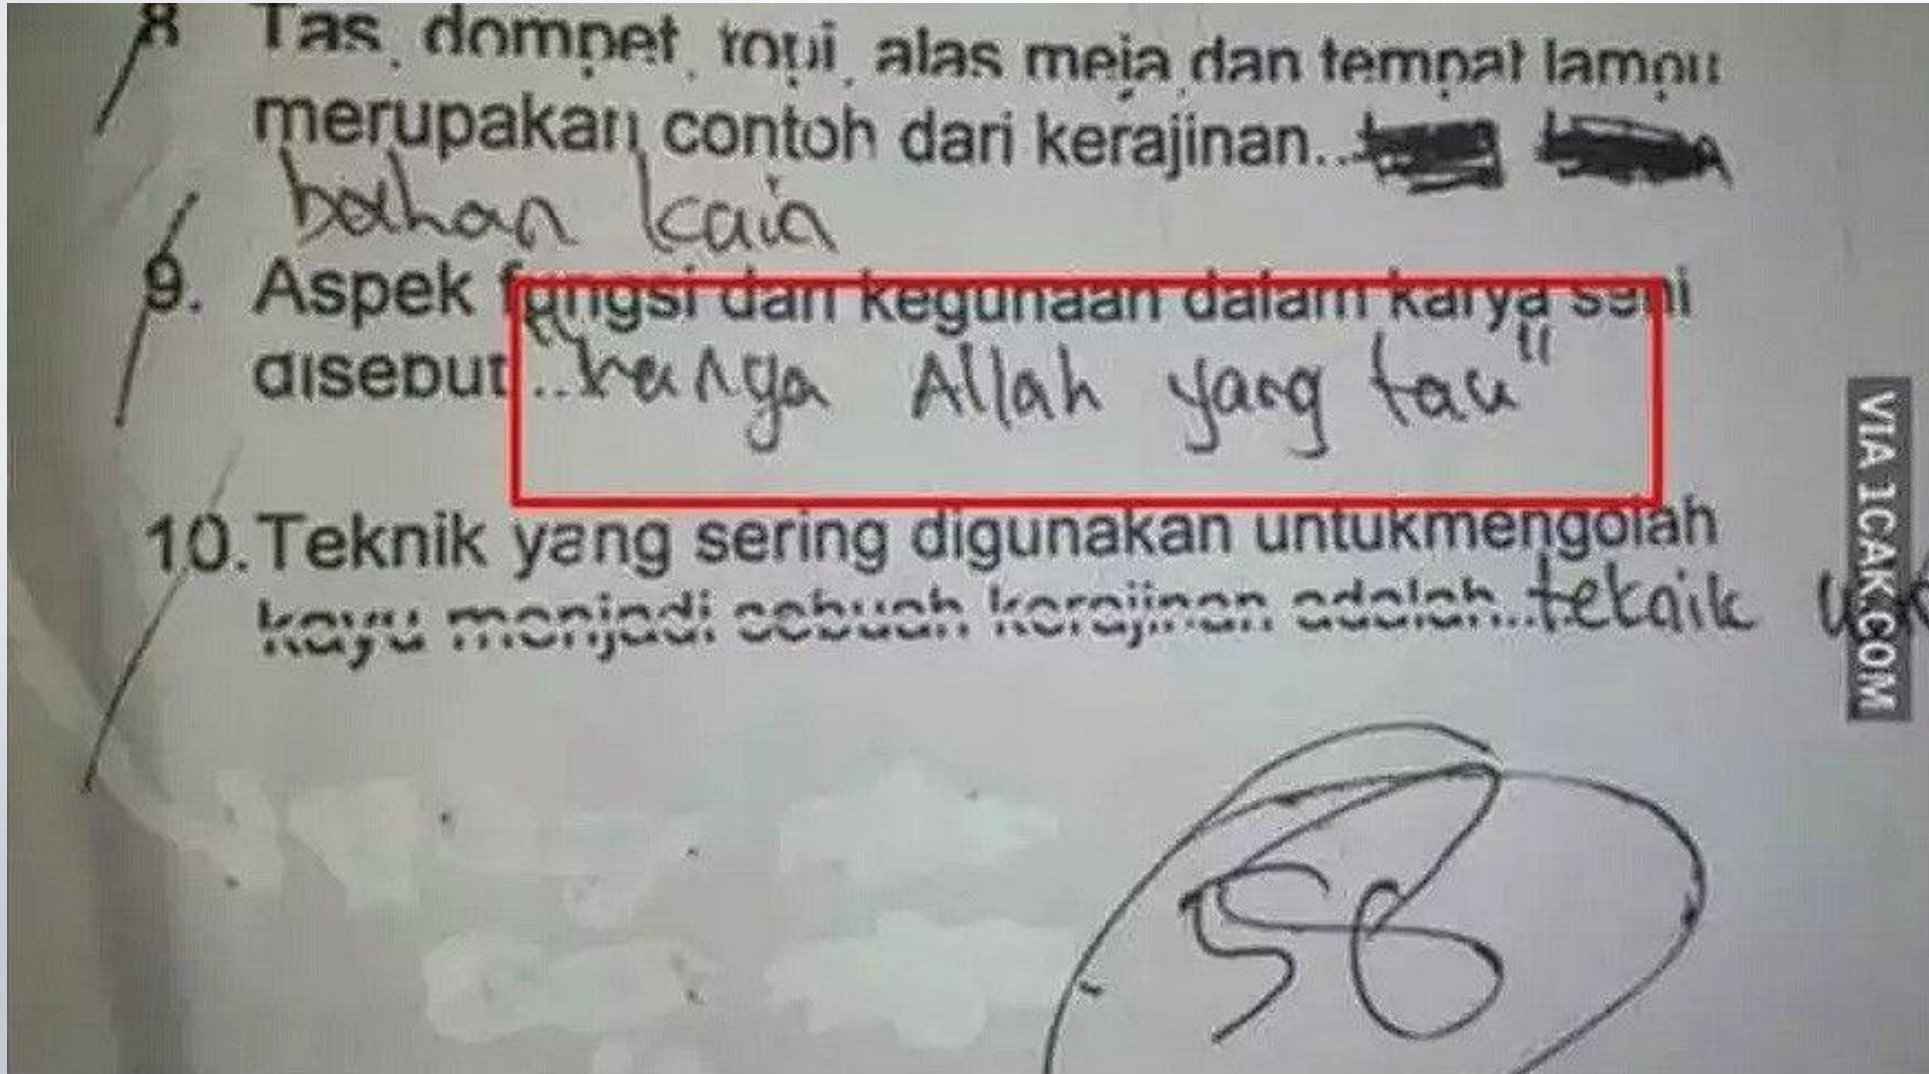 8 Tas, dompet, topi, alas meja dan tempat lampu
merupakan contoh dari kerajinan...
bahan kain
9. Aspek fungsi dan kegunaan dalam karya seni
disebut..."hanya Allah yang tau"
10. Teknik yang sering digunakan untukmengolah
kayu menjadi sebuah kerajinan adalah...teknik
58
VIA 1CAK.COM